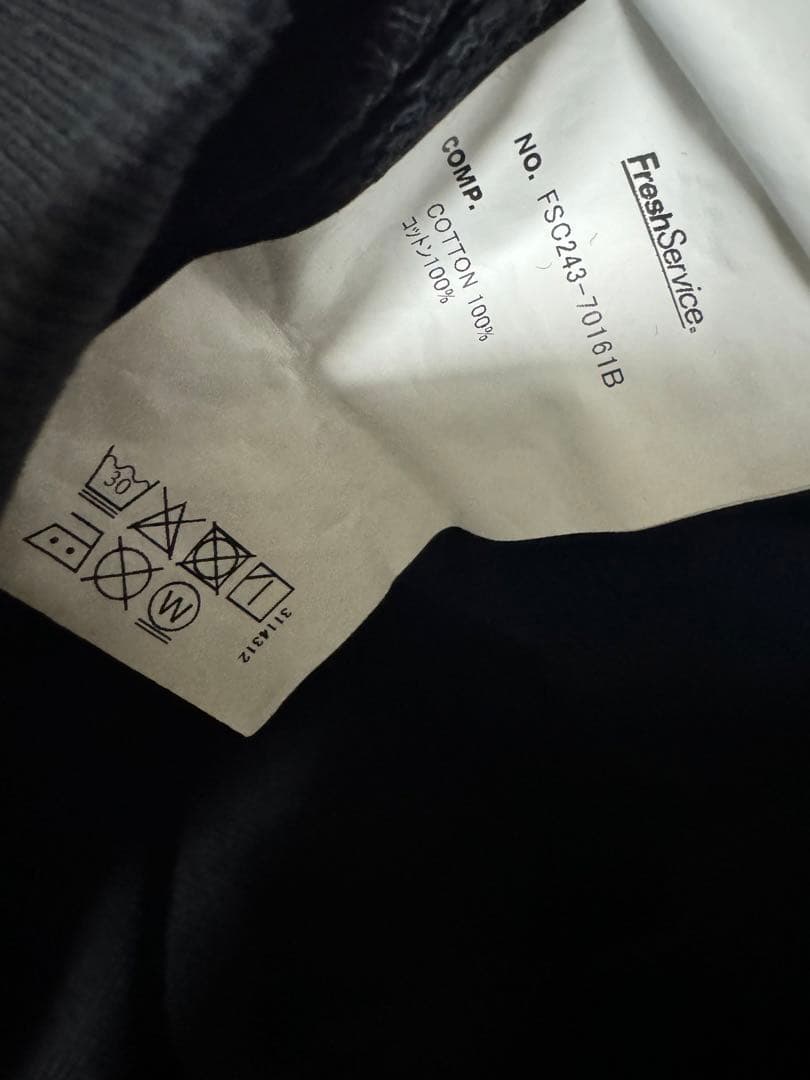 FreshService®
NO. FSC243-70161B
COMP.
COTTON 100%
コットン100%
30
W
3114312